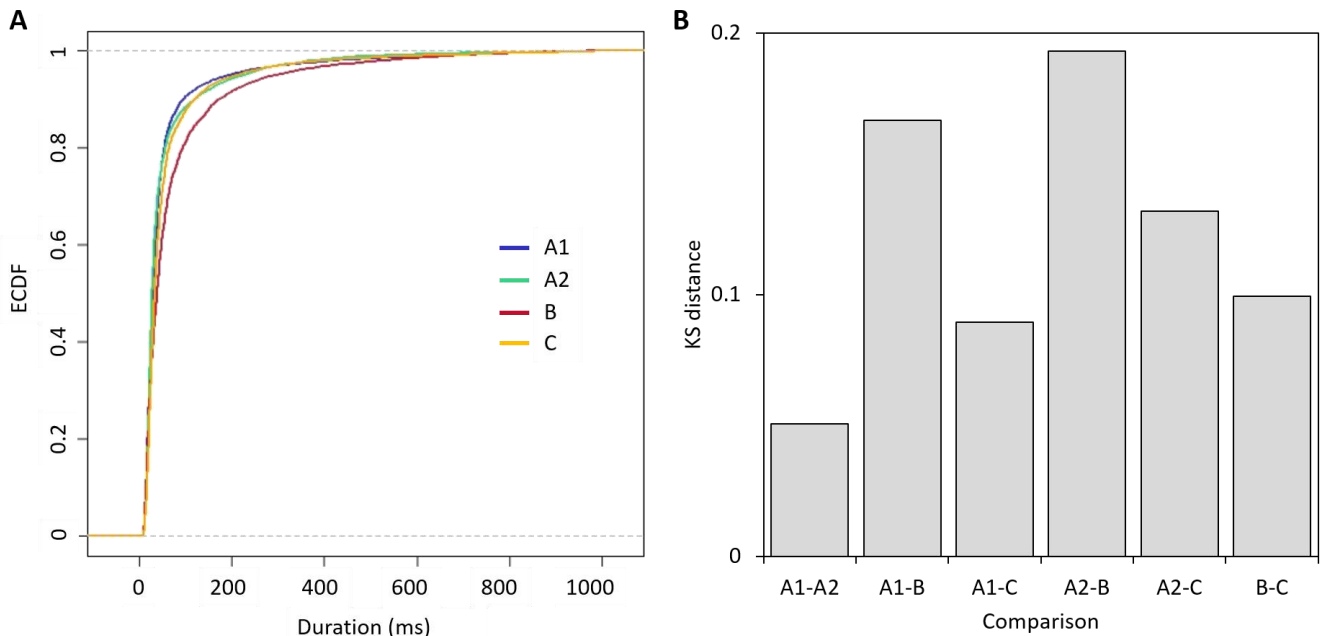 A
1
0.8
0.6
0.4
0.2
0
ECDF
A1
A2
B
C
0 200 400 600 800 1000
Duration (ms)
B
0.2
0.1
0
KS distance
A1-A2 A1-B A1-C A2-B A2-C B-C
Comparison